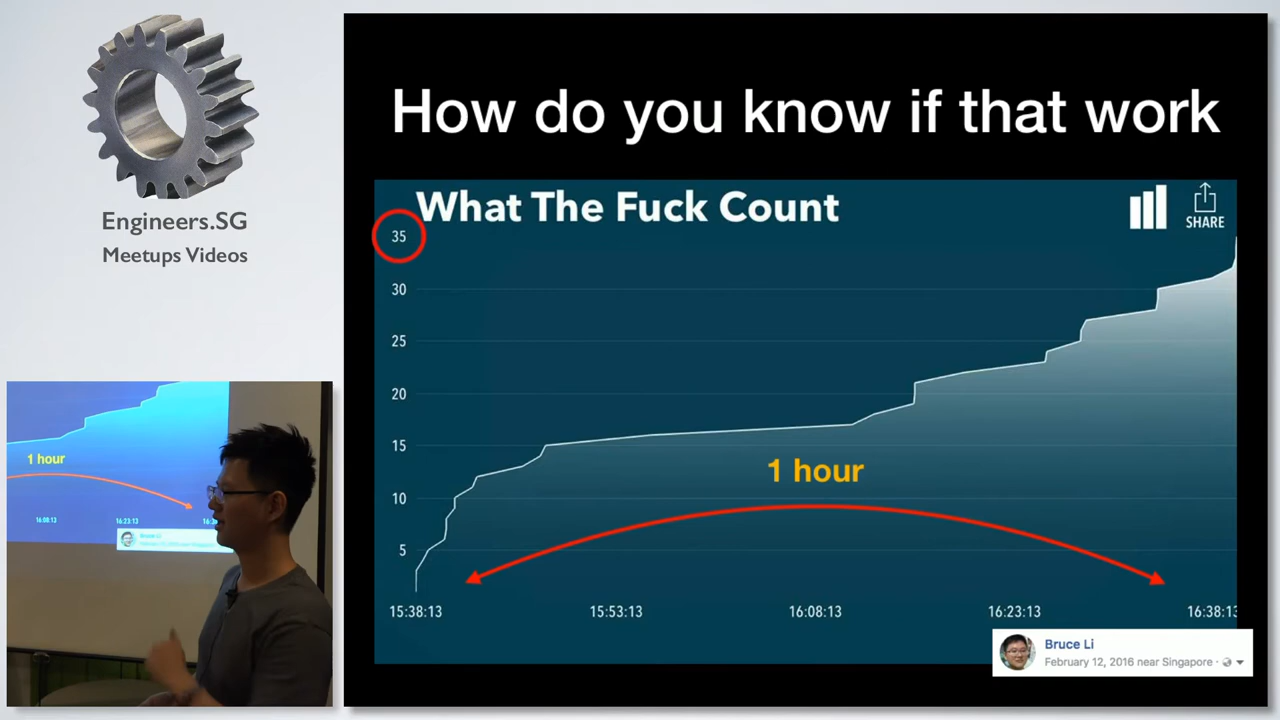 Engineers.SG
Meetups Videos
How do you know if that work
What The Fuck Count
SHARE
35
30
25
20
15
10
5
1 hour
15:38:13
15:53:13
16:08:13
16:23:13
16:38:13
Bruce Li
February 12, 2016 near Singapore ·
1 hour
16:08:13
16:23:13
Bruce Li